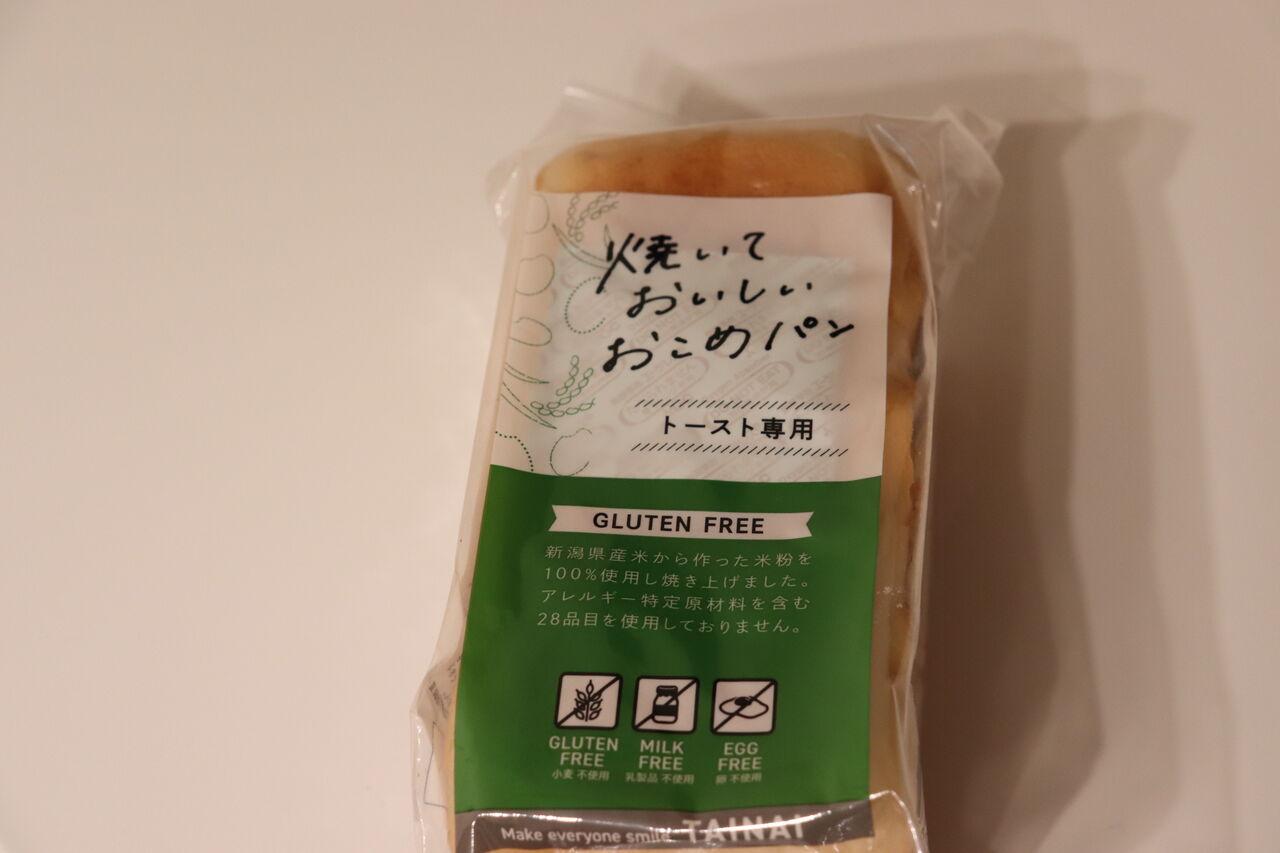 焼いて
おいしい
おこめパン
トースト専用
GLUTEN FREE
新潟県産米から作った米粉を
100%使用し焼き上げました。
アレルギー特定原材料を含む
28品目を使用しておりません。
GLUTEN FREE
小麦 不使用
MILK FREE
乳製品 不使用
EGG FREE
卵 不使用
Make everyone smile. TAINAI